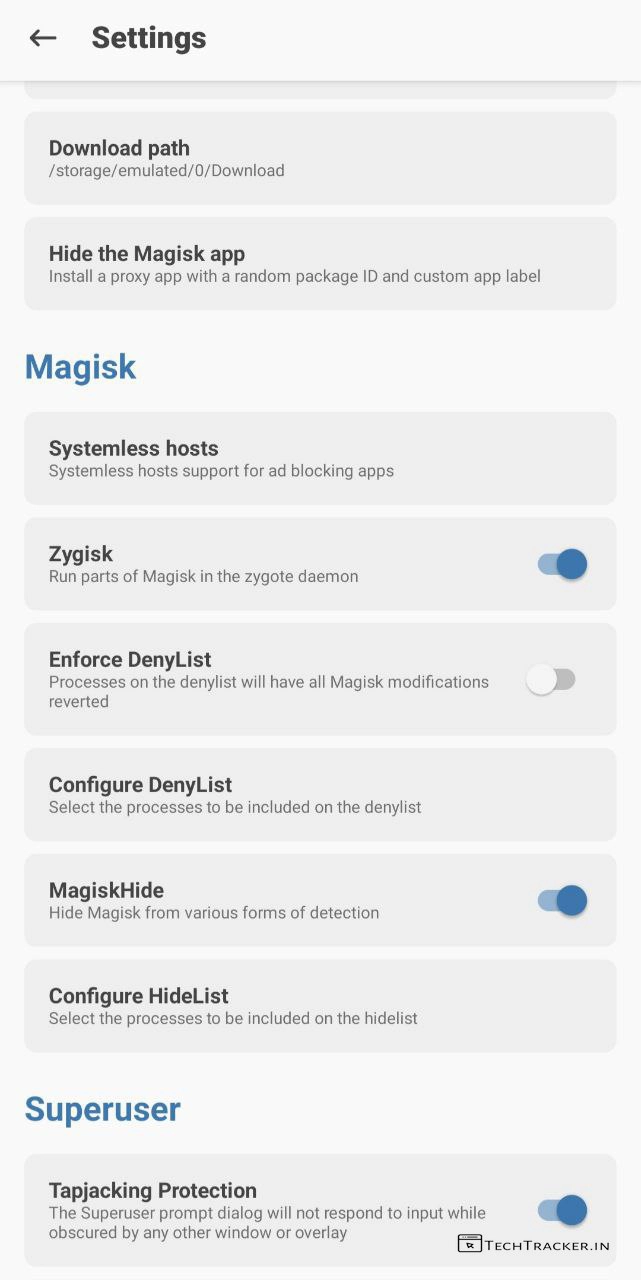 Settings
Download path
/storage/emulated/0/Download
Hide the Magisk app
Install a proxy app with a random package ID and custom app label
Magisk
Systemless hosts
Systemless hosts support for ad blocking apps
Zygisk
Run parts of Magisk in the zygote daemon
Enforce DenyList
Processes on the denylist will have all Magisk modifications
reverted
Configure DenyList
Select the processes to be included on the denylist
MagiskHide
Hide Magisk from various forms of detection
Configure HideList
Select the processes to be included on the hidelist
Superuser
Tapjacking Protection
The Superuser prompt dialog will not respond to input while
obscured by any other window or overlay
TECHTRACKER.IN